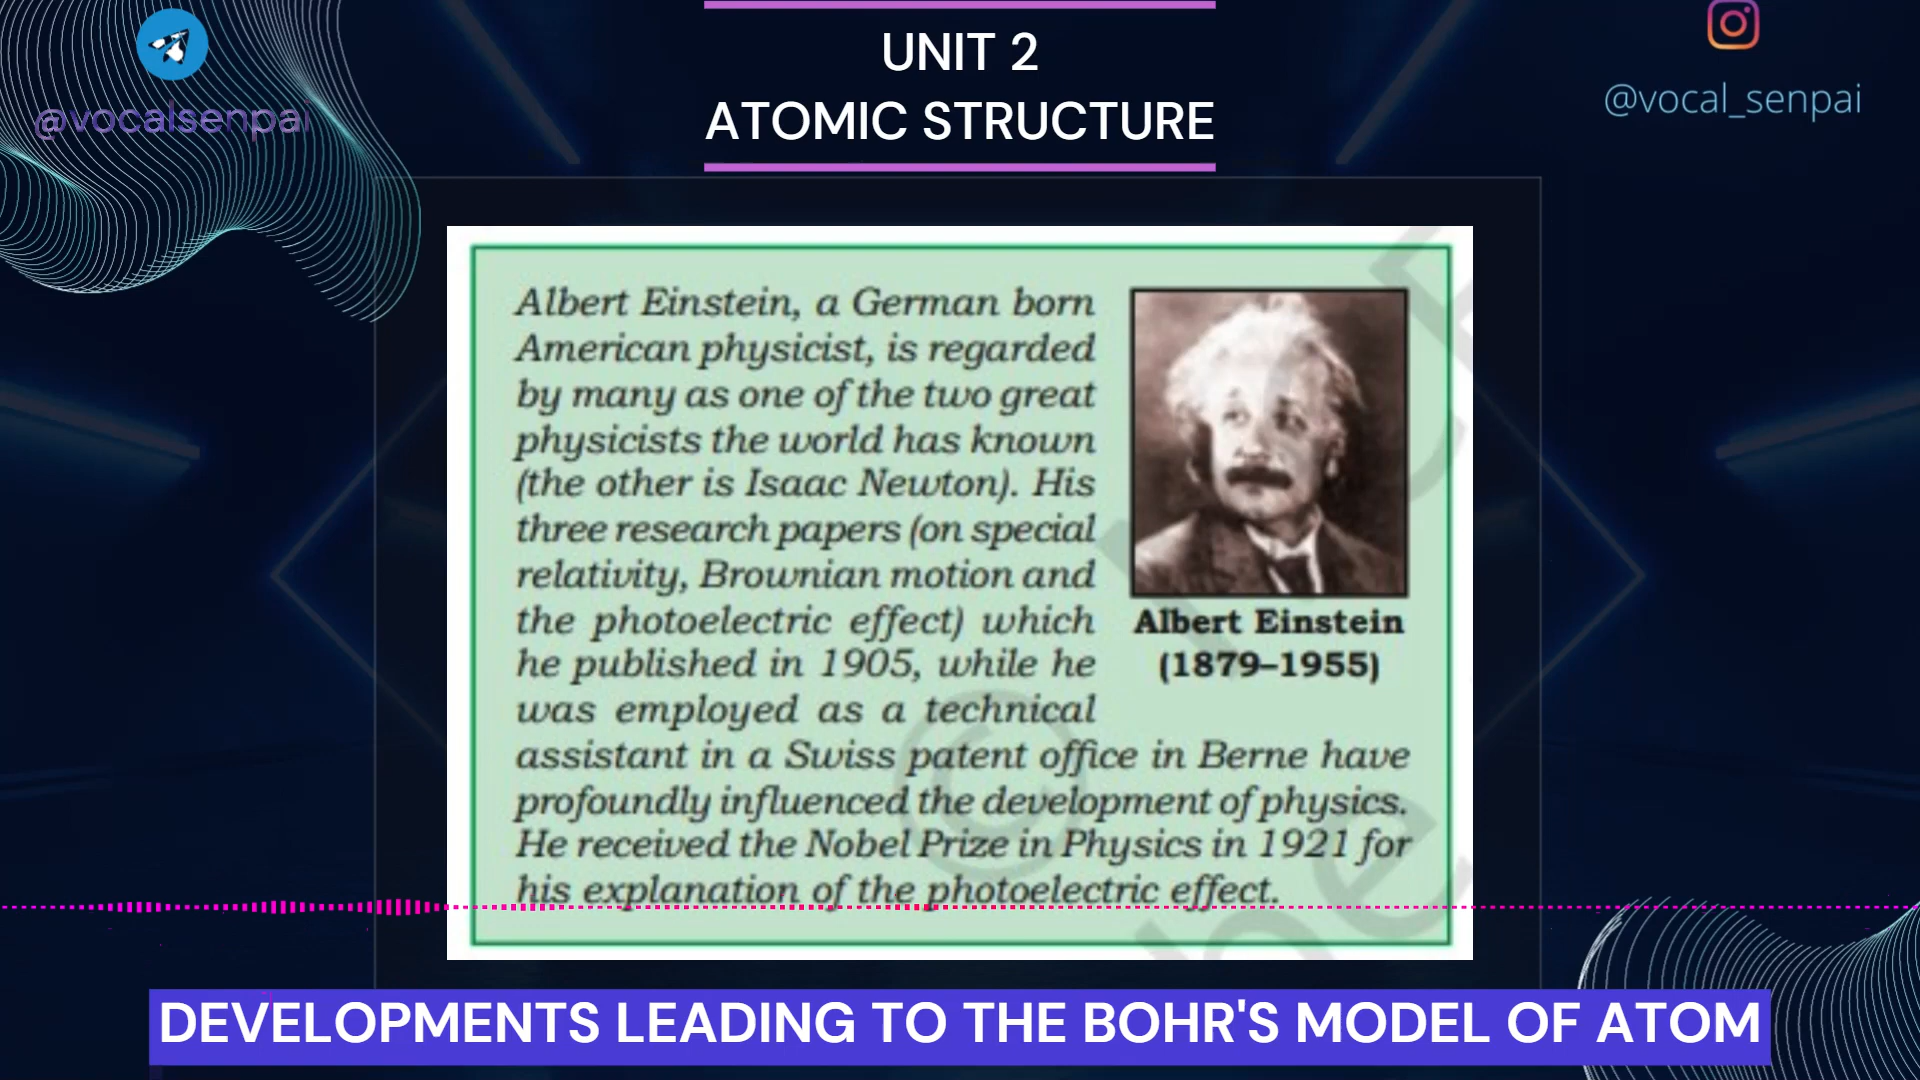 UNIT 2
ATOMIC STRUCTURE
@vocalsenpai
@vocal_senpai
Albert Einstein, a German born
American physicist, is regarded
by many as one of the two great
physicists the world has known
(the other is Isaac Newton). His
three research papers (on special
relativity, Brownian motion and
the photoelectric effect) which
he published in 1905, while he
was employed as a technical
assistant in a Swiss patent office in Berne have
profoundly influenced the development of physics.
He received the Nobel Prize in Physics in 1921 for
his explanation of the photoelectric effect.
Albert Einstein
(1879–1955)
DEVELOPMENTS LEADING TO THE BOHR'S MODEL OF ATOM